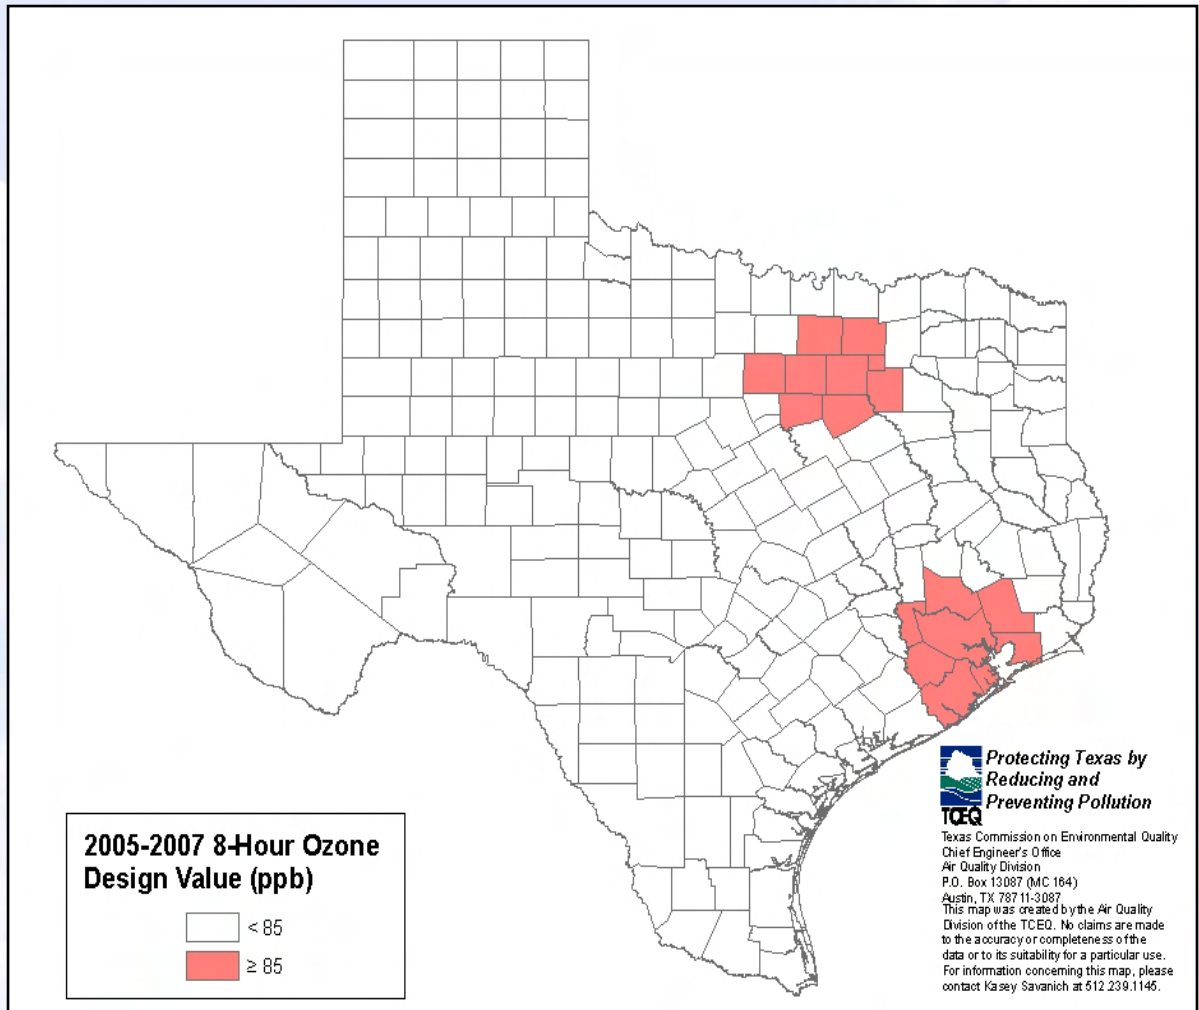 Protecting Texas by
Reducing and
Preventing Pollution
TCEQ
Texas Commission on Environmental Quality
Chief Engineer's Office
Air Quality Division
P.O. Box 13087 (MC 164)
Austin, TX 78711-3087
This map was created by the Air Quality
Division of the TCEQ. No claims are made
to the accuracy or completeness of the
data or to its suitability for a particular use.
For information concerning this map, please
contact Kasey Savanich at 512.239.1145.
2005-2007 8-Hour Ozone
Design Value (ppb)
< 85
≥ 85